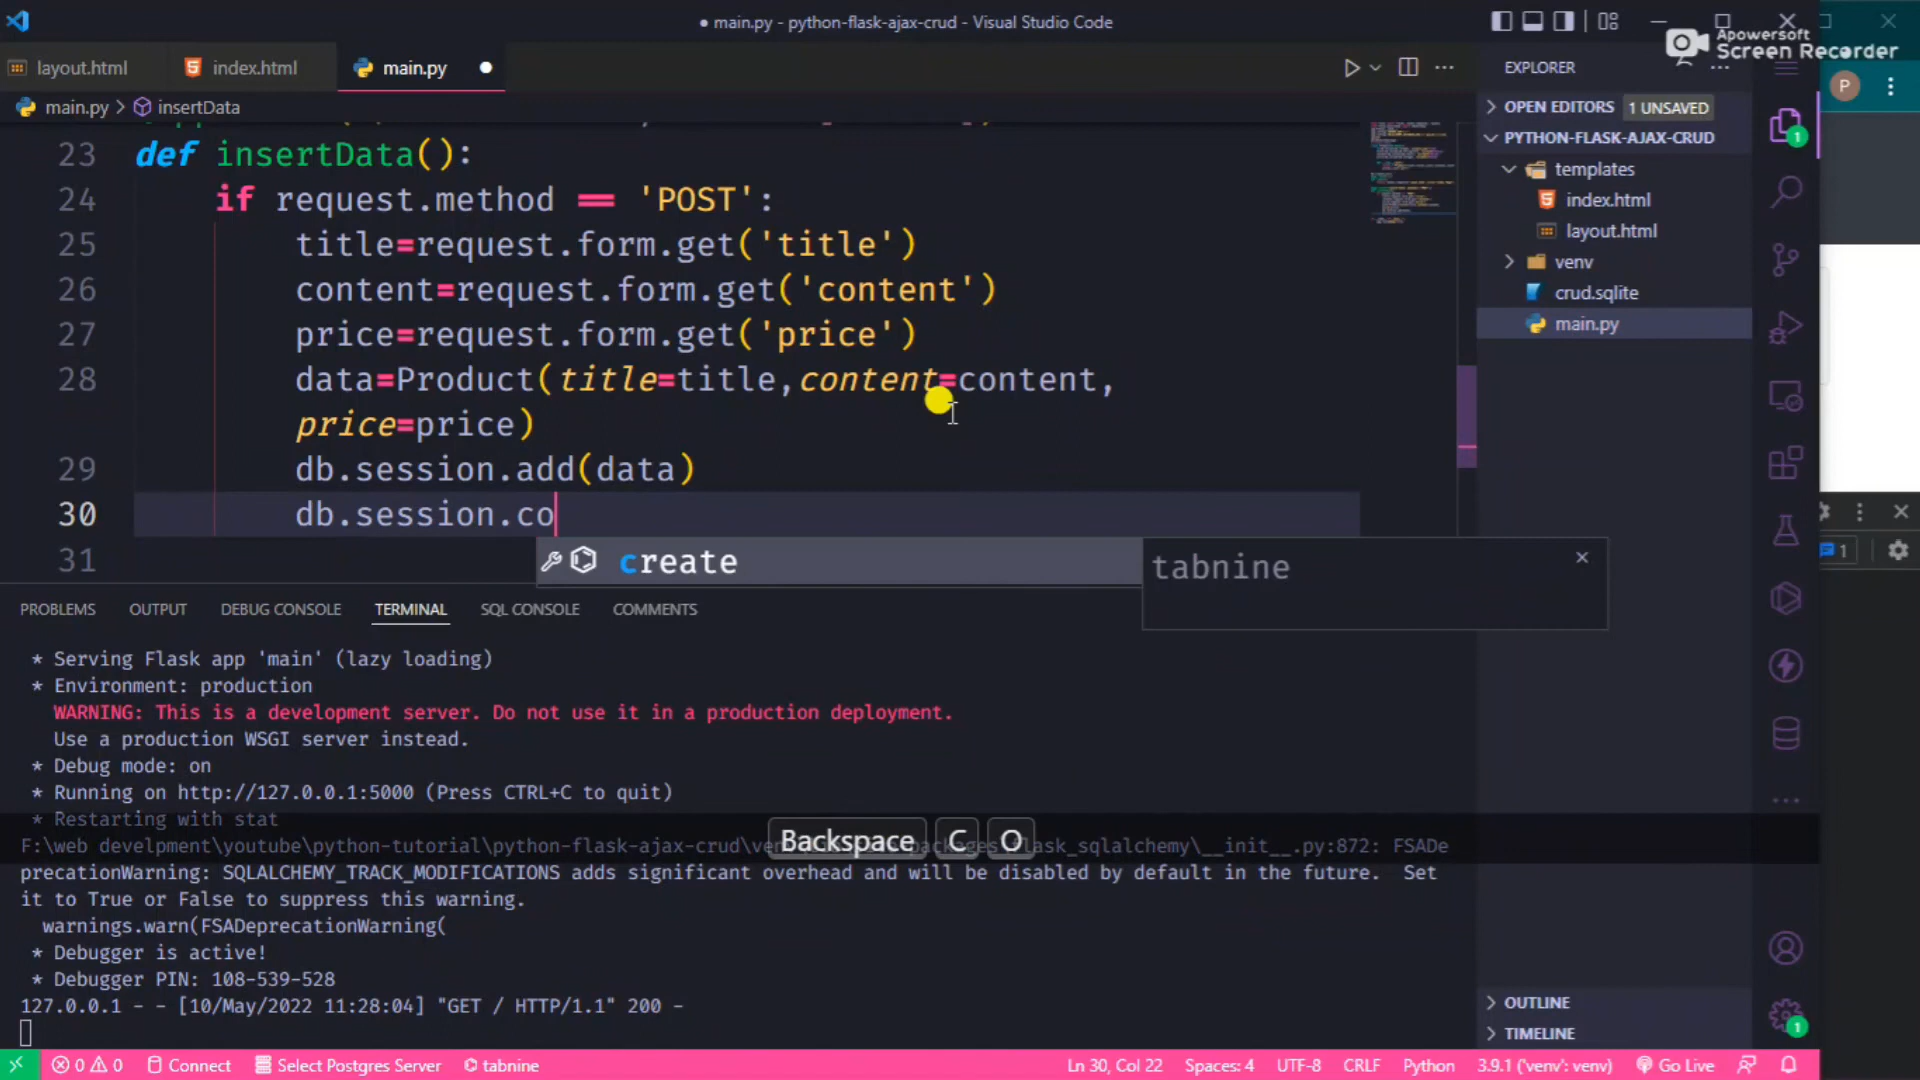 ● main.py - python-flask-ajax-crud - Visual Studio Code
Apowersoft
Screen Recorder
layout.html
index.html
main.py
EXPLORER
main.py > insertData
OPEN EDITORS
1 UNSAVED
PYTHON-FLASK-AJAX-CRUD
templates
index.html
layout.html
venv
crud.sqlite
main.py
P
1
23 def insertData():
24 if request.method == 'POST':
25 title=request.form.get('title')
26 content=request.form.get('content')
27 price=request.form.get('price')
28 data=Product(title=title,content=content,
price=price)
29 db.session.add(data)
30 db.session.co
31
create
tabnine
1
PROBLEMS
OUTPUT
DEBUG CONSOLE
TERMINAL
SQL CONSOLE
COMMENTS
* Serving Flask app 'main' (lazy loading)
* Environment: production
WARNING: This is a development server. Do not use it in a production deployment.
Use a production WSGI server instead.
* Debug mode: on
* Running on http://127.0.0.1:5000 (Press CTRL+C to quit)
* Restarting with stat
F:\web develpment\youtube\python-tutorial\python-flask-ajax-crud\ flask_sqlalchemy\__init__.py:872: FSADe
Backspace C O
precationWarning: SQLALCHEMY_TRACK_MODIFICATIONS adds significant overhead and will be disabled by default in the future. Set
it to True or False to suppress this warning.
warnings.warn(FSADeprecationWarning(
* Debugger is active!
* Debugger PIN: 108-539-528
127.0.0.1 - - [10/May/2022 11:28:04] "GET / HTTP/1.1" 200 -
OUTLINE
TIMELINE
1
0 0
Connect
Select Postgres Server
tabnine
Ln 30, Col 22
Spaces: 4
UTF-8
CRLF
Python
3.9.1 ('venv': venv)
Go Live